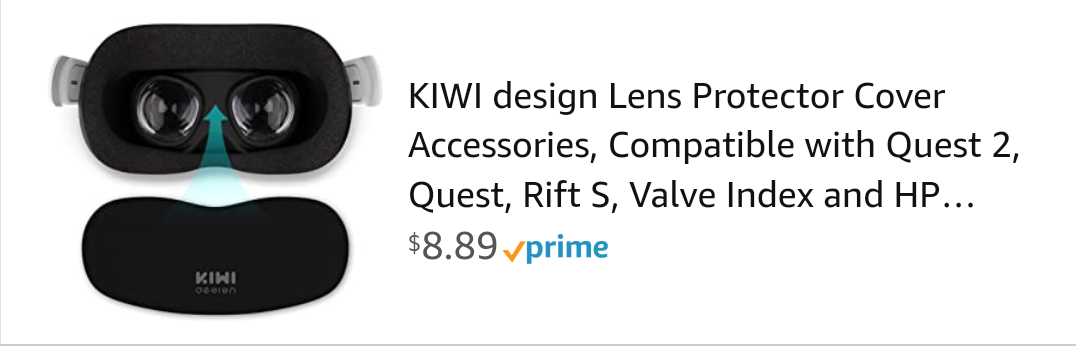 KIWI design Lens Protector Cover
Accessories, Compatible with Quest 2,
Quest, Rift S, Valve Index and HP...
$8.89 prime
KIWI
design